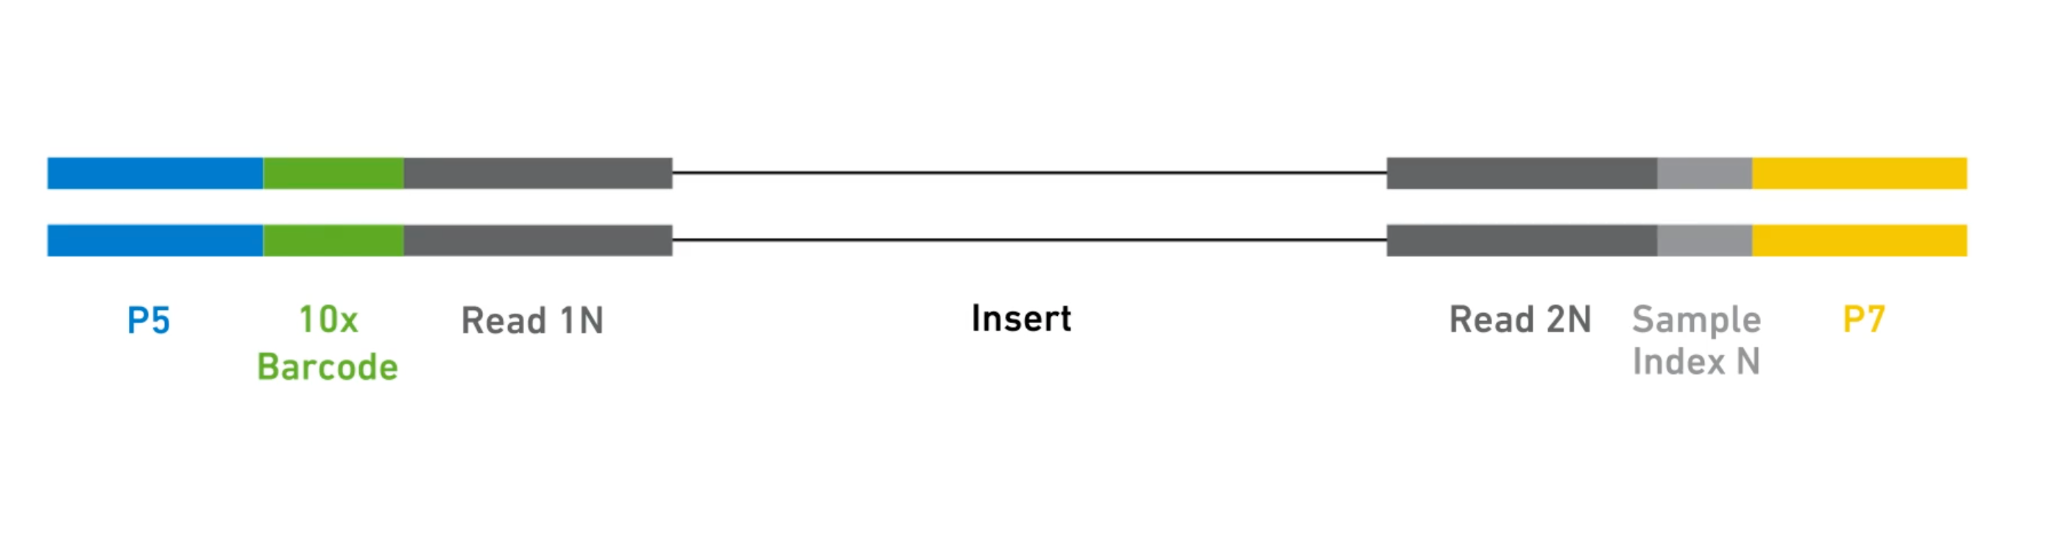 P5
10x
Barcode
Read 1N
Insert
Read 2N
Sample
Index N
P7